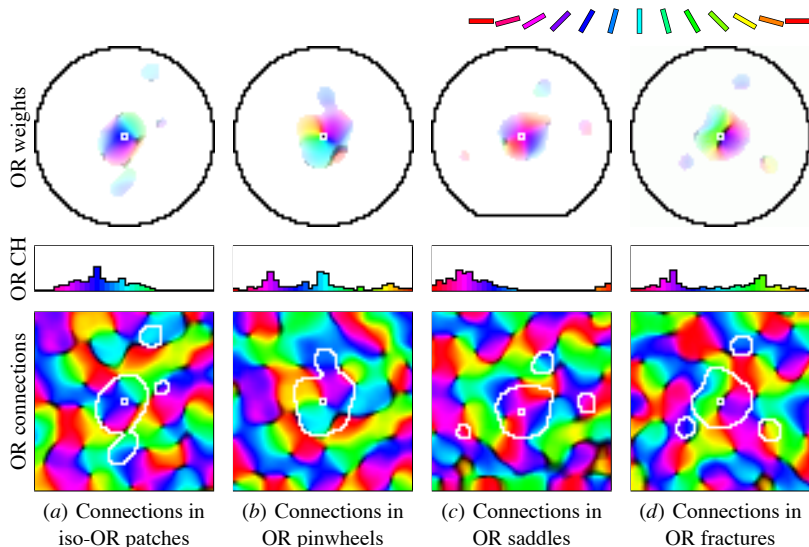 OR weights
OR CH
OR connections
(a) Connections in
iso-OR patches
(b) Connections in
OR pinwheels
(c) Connections in
OR saddles
(d) Connections in
OR fractures